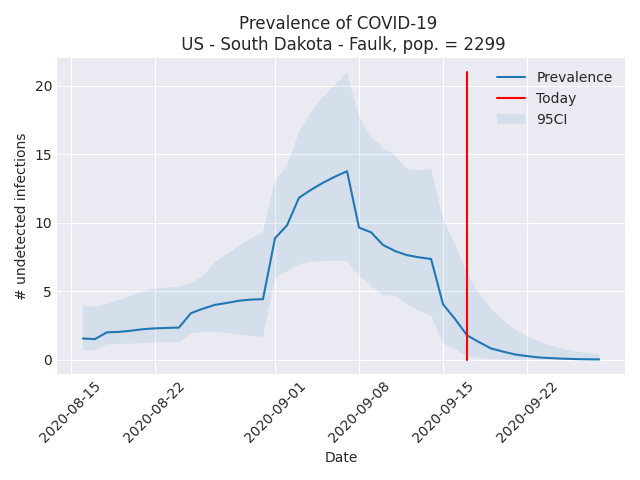 Prevalence of COVID-19
US - South Dakota - Faulk, pop. = 2299
Prevalence
Today
95CI
# undetected infections
20
15
10
5
0
2020-08-15
2020-08-22
2020-09-01
2020-09-08
2020-09-15
2020-09-22
Date